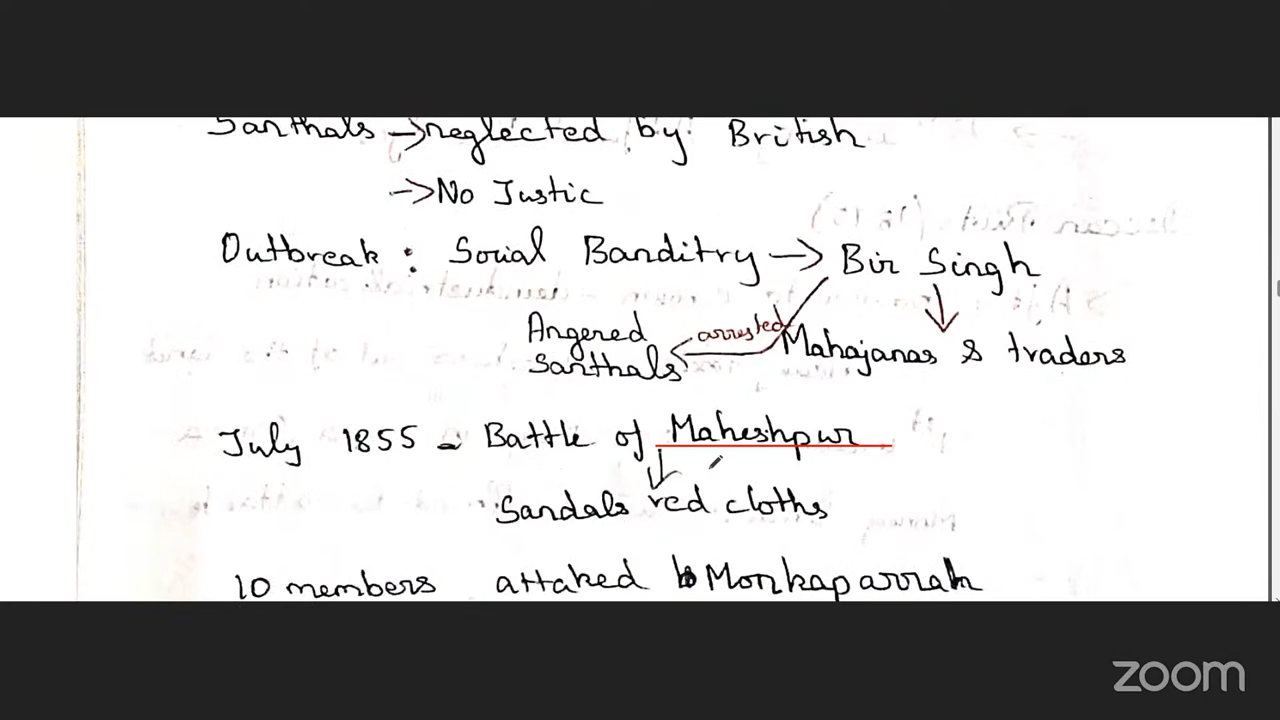 Santhals → neglected by British
→ No Justic
Outbreak : Social Banditry → Bir Singh
Angered arrested
Santhals Mahajanas & traders
July 1855 - Battle of Maheshpur
Sandals red cloths
10 members attaked Monkaparrah
zoom